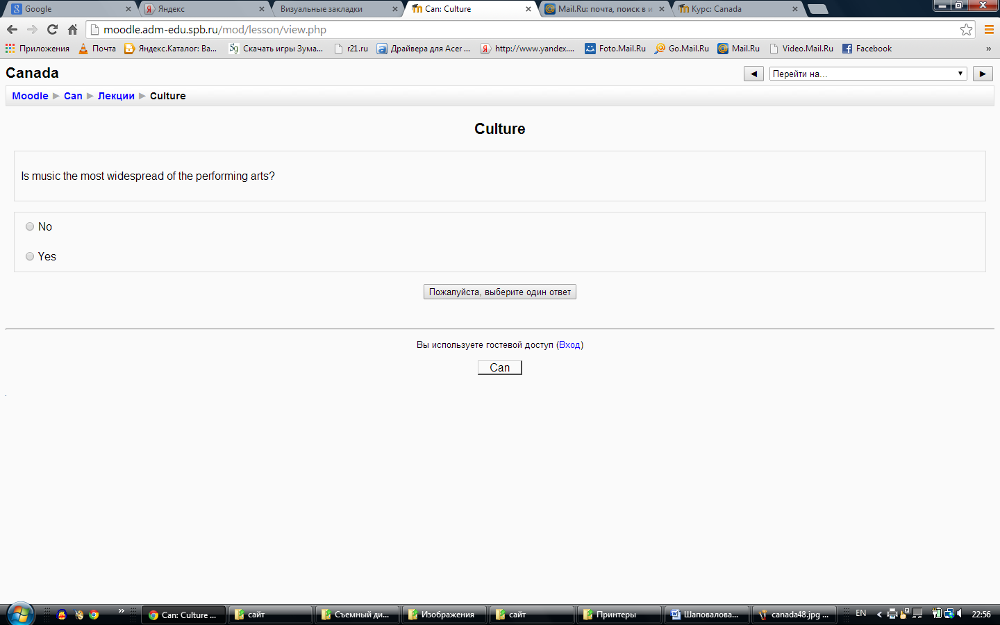 Google
Яндекс
Визуальные закладки
Can: Culture
Mail.Ru: почта, поиск в и
Курс: Canada
moodle.adm-edu.spb.ru/mod/lesson/view.php
Приложения
Почта
Яндекс.Каталог: Ва...
Sg Скачать игры Зума...
r21.ru
Драйвера для Acer ...
http://www.yandex....
Foto.Mail.Ru
Go.Mail.Ru
Mail.Ru
Video.Mail.Ru
Facebook
»
Canada
Перейти на...
Moodle ► Can ► Лекции ► Culture
Culture
Is music the most widespread of the performing arts?
No
Yes
Пожалуйста, выберите один ответ
Вы используете гостевой доступ (Вход)
Can
.
»
Can: Culture ...
сайт
Съемный ди...
Изображения
сайт
Принтеры
Шаповалова...
canada48.jpg ...
EN
22:56